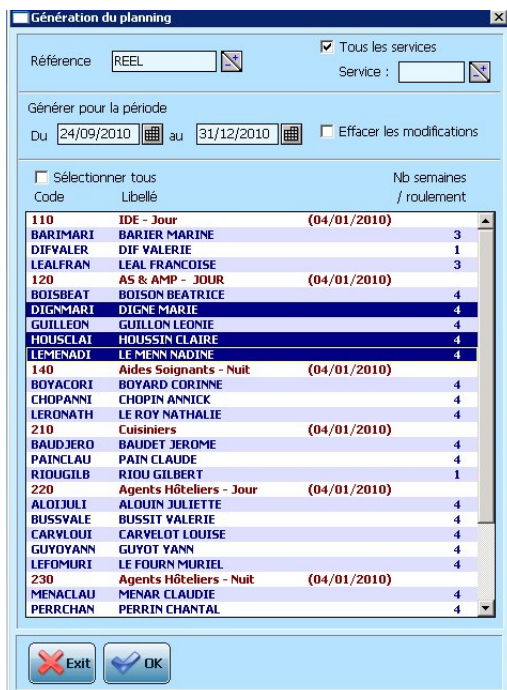 Génération du planning
Référence REEL
Tous les services
Service :
Générer pour la période
Du 24/09/2010 au 31/12/2010 Effacer les modifications
Sélectionner tous Nb semaines
Code Libellé / roulement
110 IDE - Jour (04/01/2010)
BARIMARI BARIER MARINE 3
DIFVALER DIF VALERIE 1
LEALFRAN LEAL FRANCOISE 3
120 AS & AMP - JOUR (04/01/2010)
BOISBEAT BOISON BEATRICE 4
DIGNMARI DIGNE MARIE 4
GUILLEON GUILLON LEONIE 4
HOUSCLAI HOUSSIN CLAIRE 4
LEMENADI LE MENN NADINE 4
140 Aides Soignants - Nuit (04/01/2010)
BOYACORI BOYARD CORINNE 4
CHOPANNI CHOPIN ANNICK 4
LERONATH LE ROY NATHALIE 4
210 Cuisiniers (04/01/2010)
BAUDJERO BAUDET JEROME 4
PAINCLAU PAIN CLAUDE 4
RIOUGILB RIOU GILBERT 1
220 Agents Hôteliers - Jour (04/01/2010)
ALOIJULI ALOUIN JULIETTE 4
BUSSVALE BUSSIT VALERIE 4
CARVLOUI CARVELOT LOUISE 4
GUYOYANN GUYOT YANN 4
LEFOMURI LE FOURN MURIEL 4
230 Agents Hôteliers - Nuit (04/01/2010)
MENACLAU MENAR CLAUDIE 4
PERRCHAN PERRIN CHANTAL 4
Exit OK